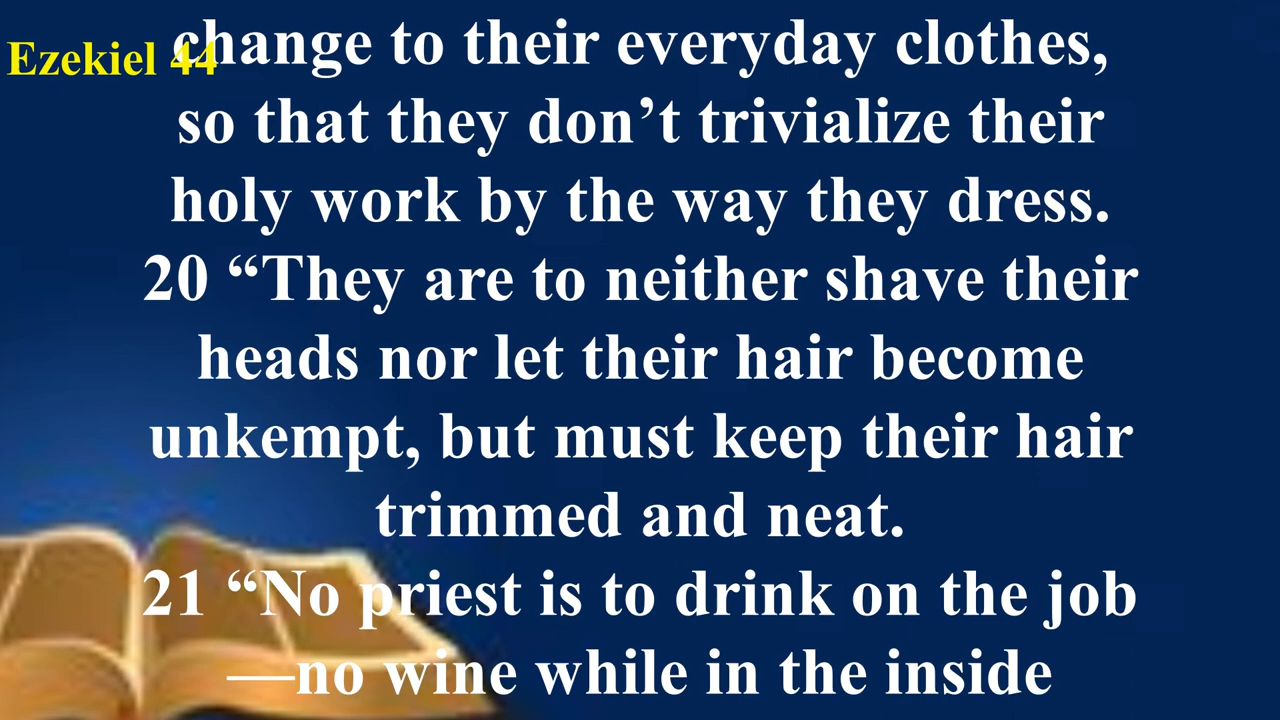 Ezekiel 44
change to their everyday clothes,
so that they don’t trivialize their
holy work by the way they dress.
20 “They are to neither shave their
heads nor let their hair become
unkempt, but must keep their hair
trimmed and neat.
21 “No priest is to drink on the job
—no wine while in the inside